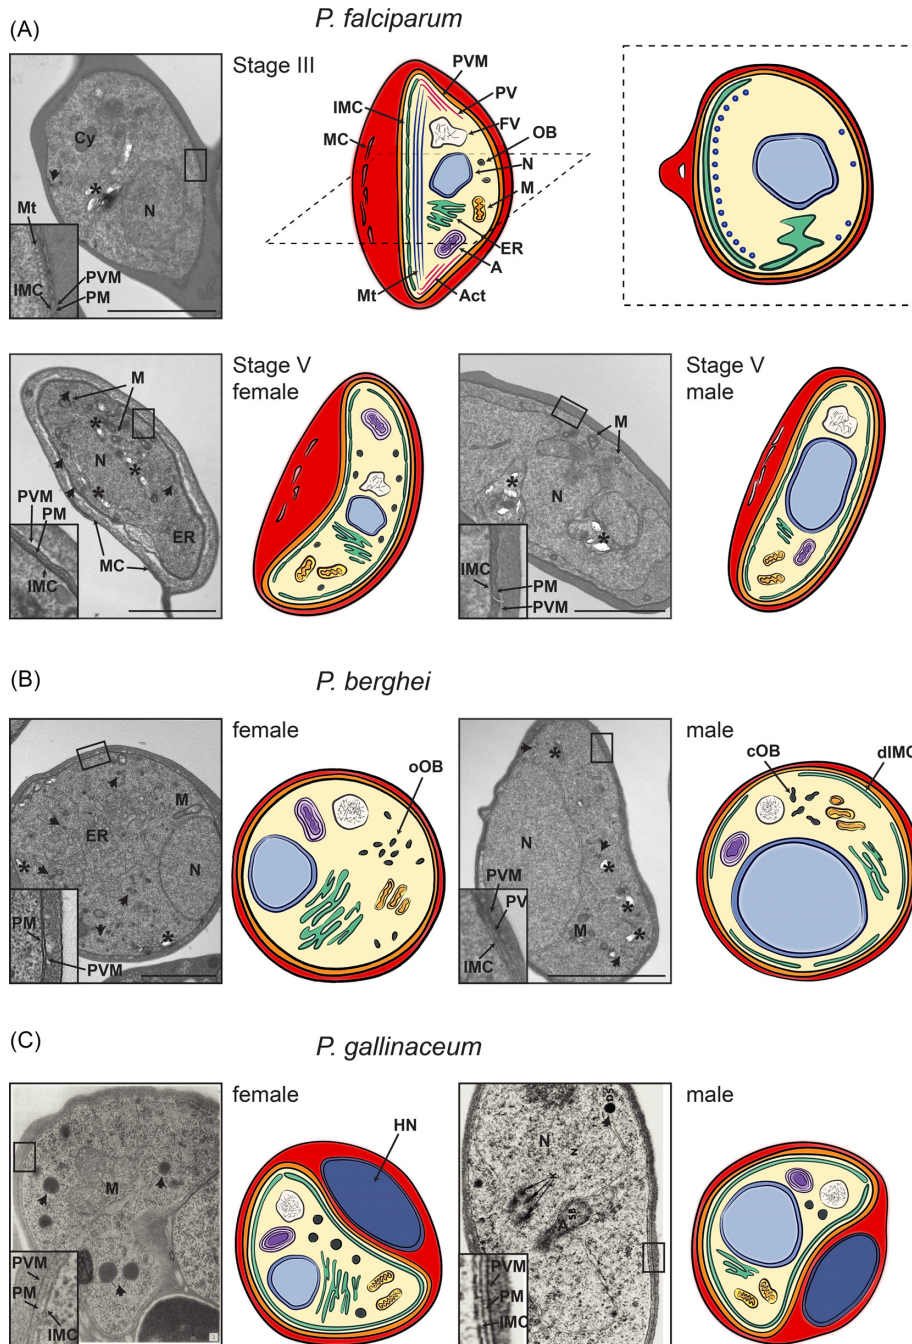 (A)
P. falciparum
Stage III
Cy
*
N
Mt
IMC
PVM
PM
PVM
PV
IMC
FV
MC
OB
N
M
ER
A
Mt
Act
Stage V
female
M
*
N
*
*
PVM
PM
ER
MC
IMC
Stage V
male
M
*
N
*
IMC
PM
PVM
(B)
P. berghei
female
M
ER
N
*
*
PM
PVM
oOB
male
*
N
*
PVM
PV
*
M
IMC
cOB
dIMC
(C)
P. gallinaceum
female
M
PVM
PM
IMC
1
HN
male
N
z
SB
PVM
PM
IMC